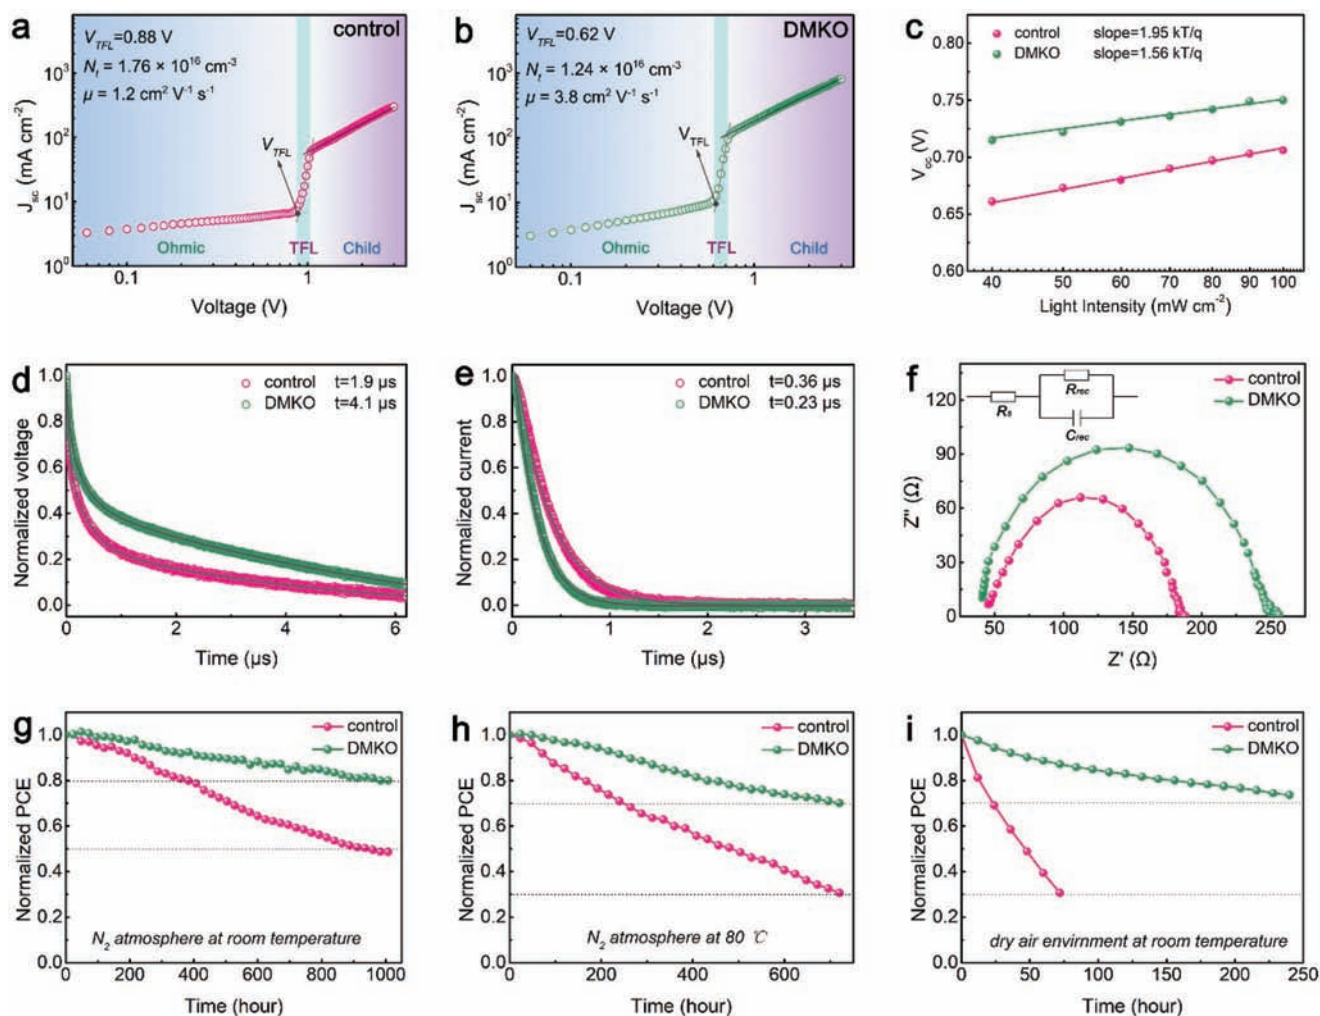 a
control
V_TFL=0.88 V
N_t = 1.76 × 10^16 cm^-3
μ = 1.2 cm^2 V^-1 s^-1
V_TFL
Ohmic
TFL
Child
10^3
10^2
10^1
10^0
J_sc (mA cm^-2)
0.1
1
Voltage (V)
b
DMKO
V_TFL=0.62 V
N_t = 1.24 × 10^16 cm^-3
μ = 3.8 cm^2 V^-1 s^-1
V_TFL
Ohmic
TFL
Child
10^3
10^2
10^1
10^0
J_sc (mA cm^-2)
0.1
1
Voltage (V)
c
control slope=1.95 kT/q
DMKO slope=1.56 kT/q
0.80
0.75
0.70
0.65
0.60
V_oc (V)
40 50 60 70 80 90 100
Light Intensity (mW cm^-2)
d
control t=1.9 μs
DMKO t=4.1 μs
1.0
0.8
0.6
0.4
0.2
0.0
Normalized voltage
0 2 4 6
Time (μs)
e
control t=0.36 μs
DMKO t=0.23 μs
1.0
0.8
0.6
0.4
0.2
0.0
Normalized current
0 1 2 3
Time (μs)
f
control
DMKO
R_s
R_rec
C_rec
120
90
60
30
0
Z'' (Ω)
50 100 150 200 250
Z' (Ω)
g
control
DMKO
1.0
0.8
0.6
0.4
0.2
0.0
Normalized PCE
N_2 atmosphere at room temperature
0 200 400 600 800 1000
Time (hour)
h
control
DMKO
1.0
0.8
0.6
0.4
0.2
0.0
Normalized PCE
N_2 atmosphere at 80 ℃
0 200 400 600
Time (hour)
i
control
DMKO
1.0
0.8
0.6
0.4
0.2
0.0
Normalized PCE
dry air envirnment at room temperature
0 50 100 150 200
Time (hour)